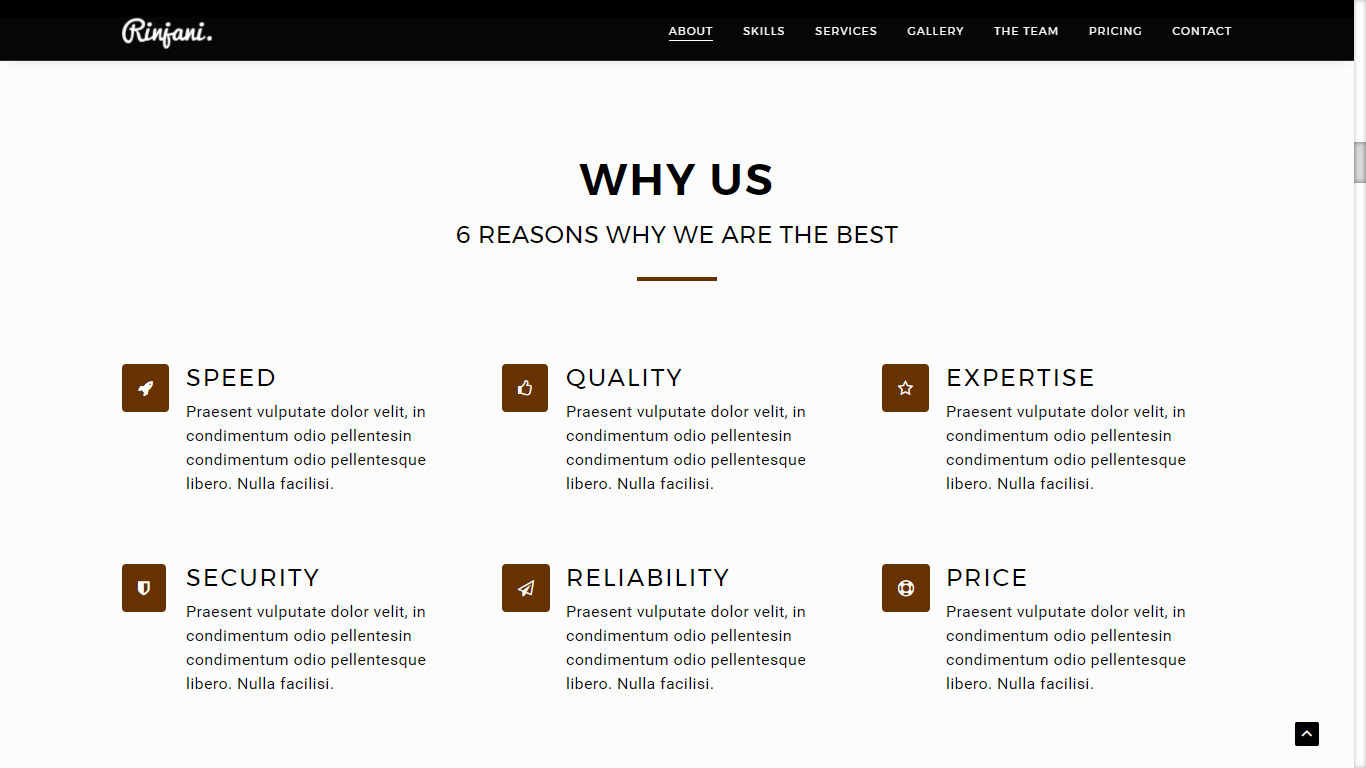 Rinjani.
ABOUT SKILLS SERVICES GALLERY THE TEAM PRICING CONTACT
WHY US
6 REASONS WHY WE ARE THE BEST
SPEED
Praesent vulputate dolor velit, in
condimentum odio pellentesin
condimentum odio pellentesque
libero. Nulla facilisi.
QUALITY
Praesent vulputate dolor velit, in
condimentum odio pellentesin
condimentum odio pellentesque
libero. Nulla facilisi.
EXPERTISE
Praesent vulputate dolor velit, in
condimentum odio pellentesin
condimentum odio pellentesque
libero. Nulla facilisi.
SECURITY
Praesent vulputate dolor velit, in
condimentum odio pellentesin
condimentum odio pellentesque
libero. Nulla facilisi.
RELIABILITY
Praesent vulputate dolor velit, in
condimentum odio pellentesin
condimentum odio pellentesque
libero. Nulla facilisi.
PRICE
Praesent vulputate dolor velit, in
condimentum odio pellentesin
condimentum odio pellentesque
libero. Nulla facilisi.